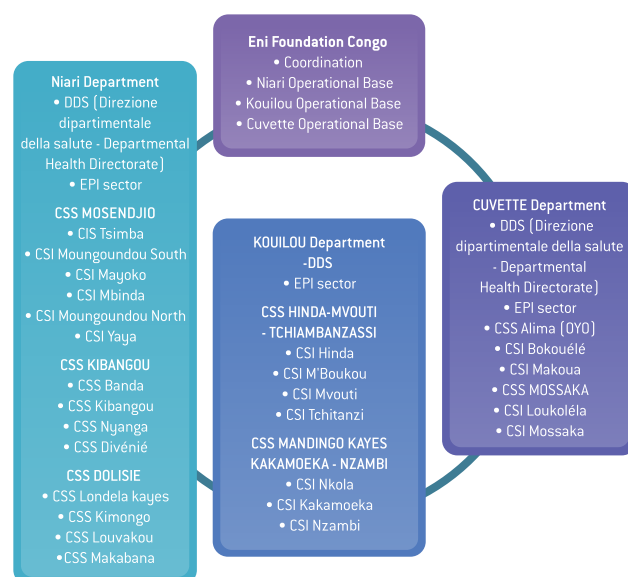 Eni Foundation Congo
• Coordination
• Niari Operational Base
• Kouilou Operational Base
• Cuvette Operational Base
Niari Department
• DDS (Direzione
dipartimentale
della salute - Departmental
Health Directorate)
• EPI sector
CSS MOSENDJIO
• CIS Tsimba
• CSI Moungoundou South
• CSI Mayoko
• CSI Mbinda
• CSI Moungoundou North
• CSI Yaya
CSS KIBANGOU
• CSS Banda
• CSS Kibangou
• CSS Nyanga
• CSS Divénié
CSS DOLISIE
• CSS Londela kayes
• CSS Kimongo
• CSS Louvakou
•CSS Makabana
KOUILOU Department
-DDS
• EPI sector
CSS HINDA-MVOUTI
- TCHIAMBANZASSI
• CSI Hinda
• CSI M'Boukou
• CSI Mvouti
• CSI Tchitanzi
CSS MANDINGO KAYES
KAKAMOEKA - NZAMBI
• CSI Nkola
• CSI Kakamoeka
• CSI Nzambi
CUVETTE Department
• DDS (Direzione
dipartimentale della salute
- Departmental
Health Directorate)
• EPI sector
• CSS Alima (OYO)
• CSI Bokouélé
• CSI Makoua
• CSS MOSSAKA
• CSI Loukoléla
• CSI Mossaka